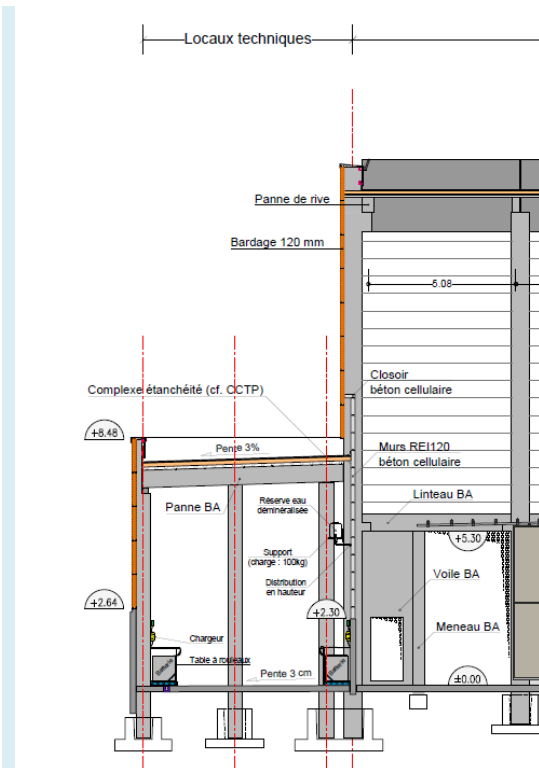 Locaux techniques
Panne de rive
Bardage 120 mm
5.08
Closoir
béton cellulaire
Complexe étanchéité (cf. CCTP)
+8.48
Pente 3%
Murs REI120
béton cellulaire
Panne BA
Réserve eau
déminéralisée
Linteau BA
+5.30
Support
(charge : 100kg)
Voile BA
Distribution
en hauteur
+2.64
+2.30
Meneau BA
Chargeur
Table à rouleaux
Batterie
Batterie
Pente 3 cm
±0.00